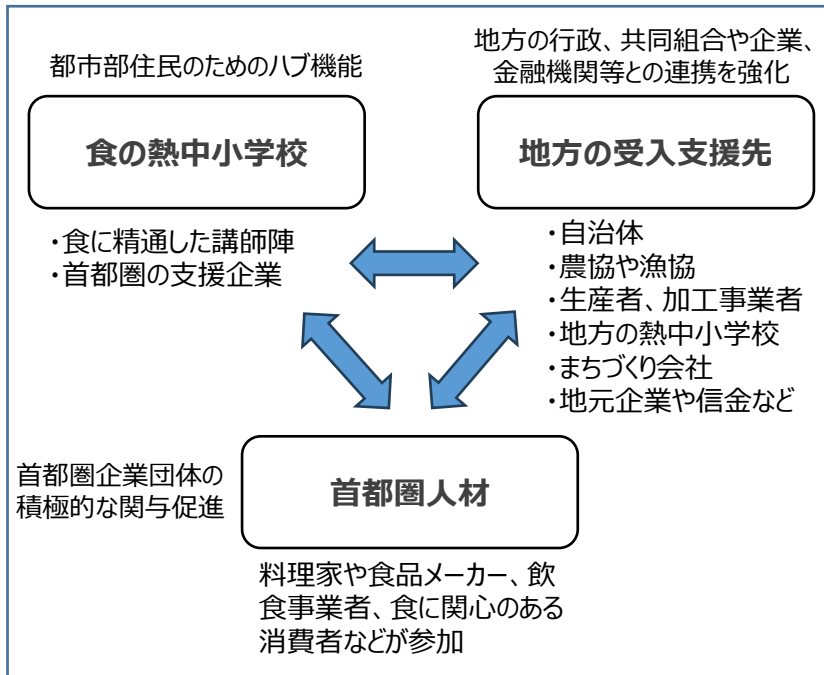 都市部住民のためのハブ機能
食の熱中小学校
・食に精通した講師陣
・首都圏の支援企業
地方の行政、共同組合や企業、
金融機関等との連携を強化
地方の受入支援先
・自治体
・農協や漁協
・生産者、加工事業者
・地方の熱中小学校
・まちづくり会社
・地元企業や信金など
首都圏企業団体の
積極的な関与促進
首都圏人材
料理家や食品メーカー、飲
食事業者、食に関心のある
消費者などが参加